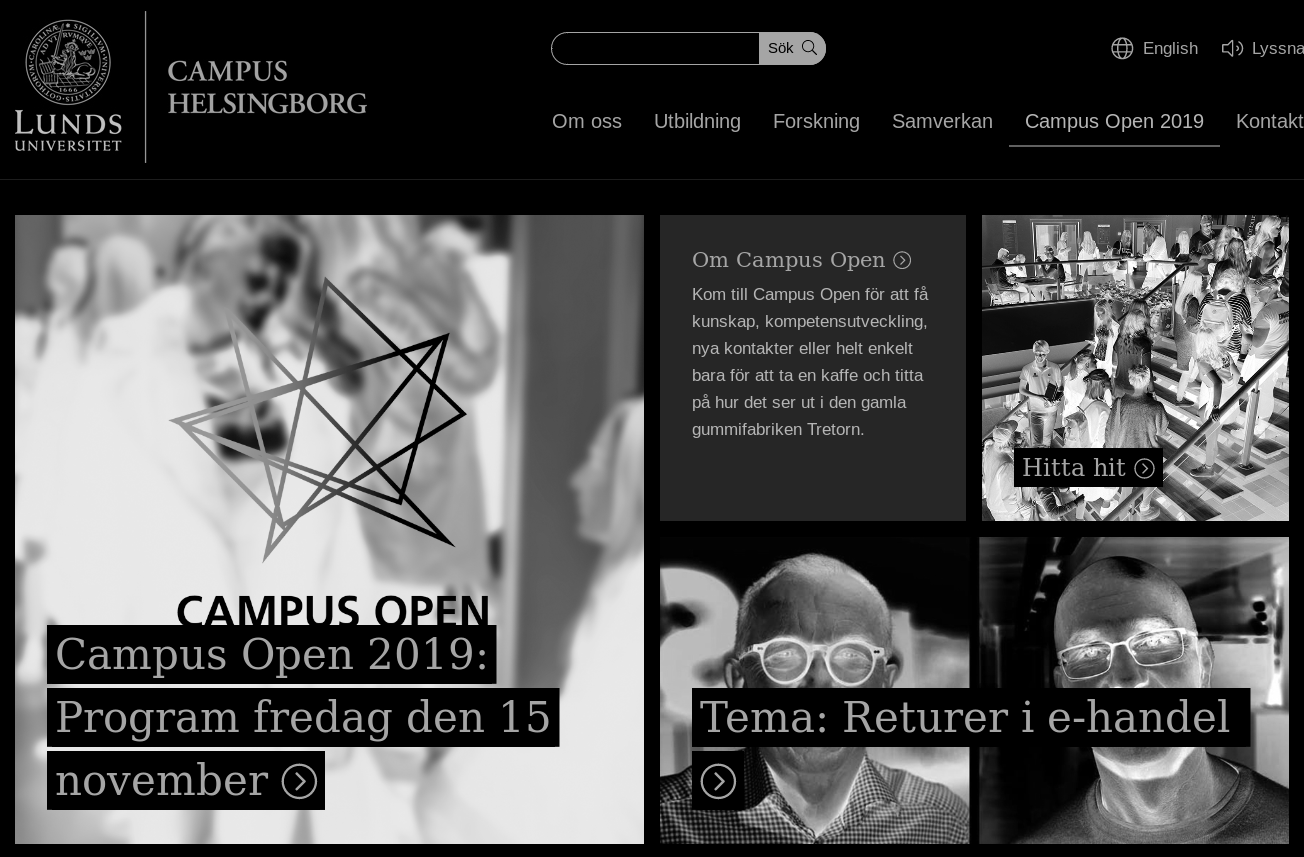 LUNDS
UNIVERSITET
CAMPUS
HELSINGBORG
Sök
English
Lyssna
Om oss
Utbildning
Forskning
Samverkan
Campus Open 2019
Kontakt
CAMPUS OPEN
Campus Open 2019:
Program fredag den 15
november
Om Campus Open
Kom till Campus Open för att få
kunskap, kompetensutveckling,
nya kontakter eller helt enkelt
bara för att ta en kaffe och titta
på hur det ser ut i den gamla
gummifabriken Tretorn.
Hitta hit
Tema: Returer i e-handel